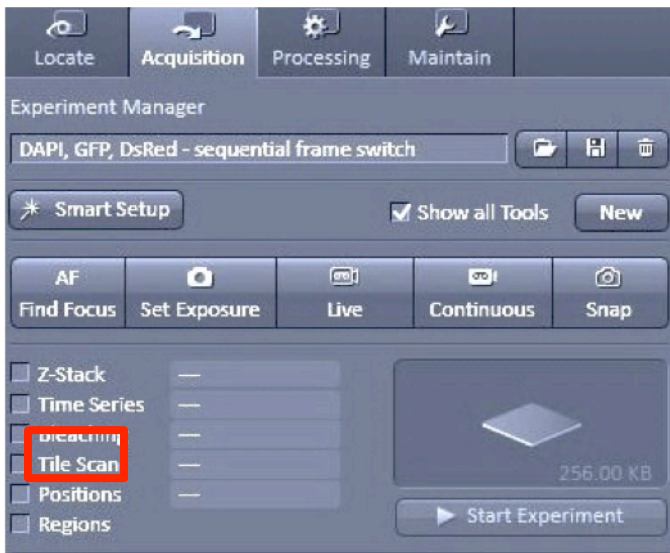 Locate Acquisition Processing Maintain
Experiment Manager
DAPI, GFP, DsRed - sequential frame switch
Smart Setup Show all Tools New
AF
Find Focus Set Exposure Live Continuous Snap
Z-Stack —
Time Series —
Bleaching —
Tile Scan —
256.00 KB
Positions —
Start Experiment
Regions